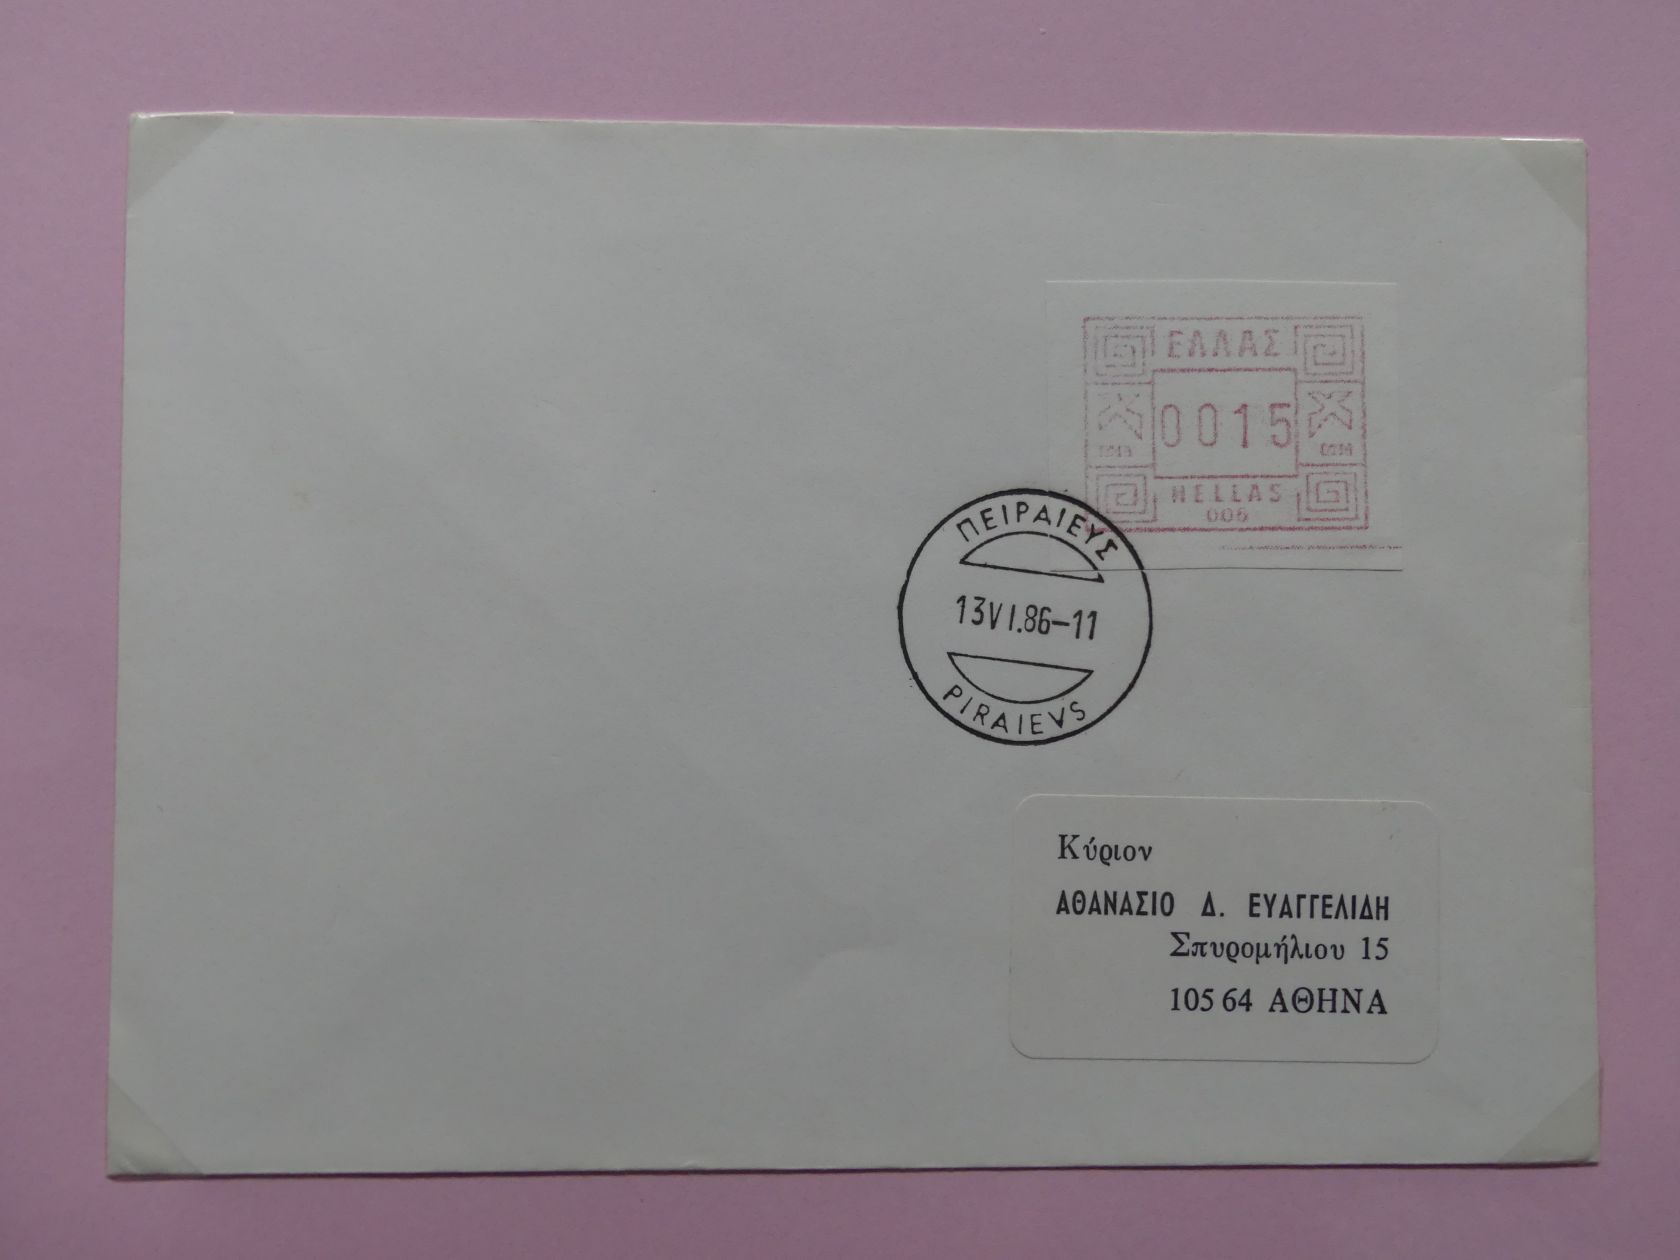 ΕΛΛΑΣ
0015
HELLAS
006
ΠΕΙΡΑΙΕΥΣ
13VI.86-11
PIRAIEVS
Κύριον
ΑΘΑΝΑΣΙΟ Δ. ΕΥΑΓΓΕΛΙΔΗ
Σπυρομήλιου 15
105 64 ΑΘΗΝΑ